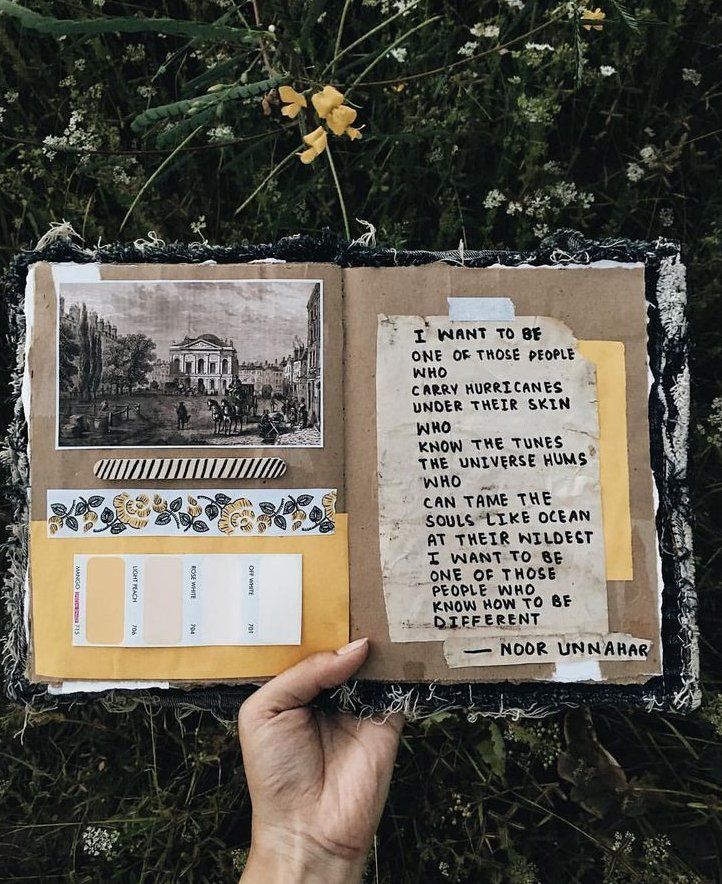 MANGO
715
LIGHT PEACH
706
ROSE WHITE
704
OFF WHITE
701
I WANT TO BE
ONE OF THOSE PEOPLE
WHO
CARRY HURRICANES
UNDER THEIR SKIN
WHO
KNOW THE TUNES
THE UNIVERSE HUMS
WHO
CAN TAME THE
SOULS LIKE OCEAN
AT THEIR WILDEST
I WANT TO BE
ONE OF THOSE
PEOPLE WHO
KNOW HOW TO BE
DIFFERENT
— NOOR UNNAHAR